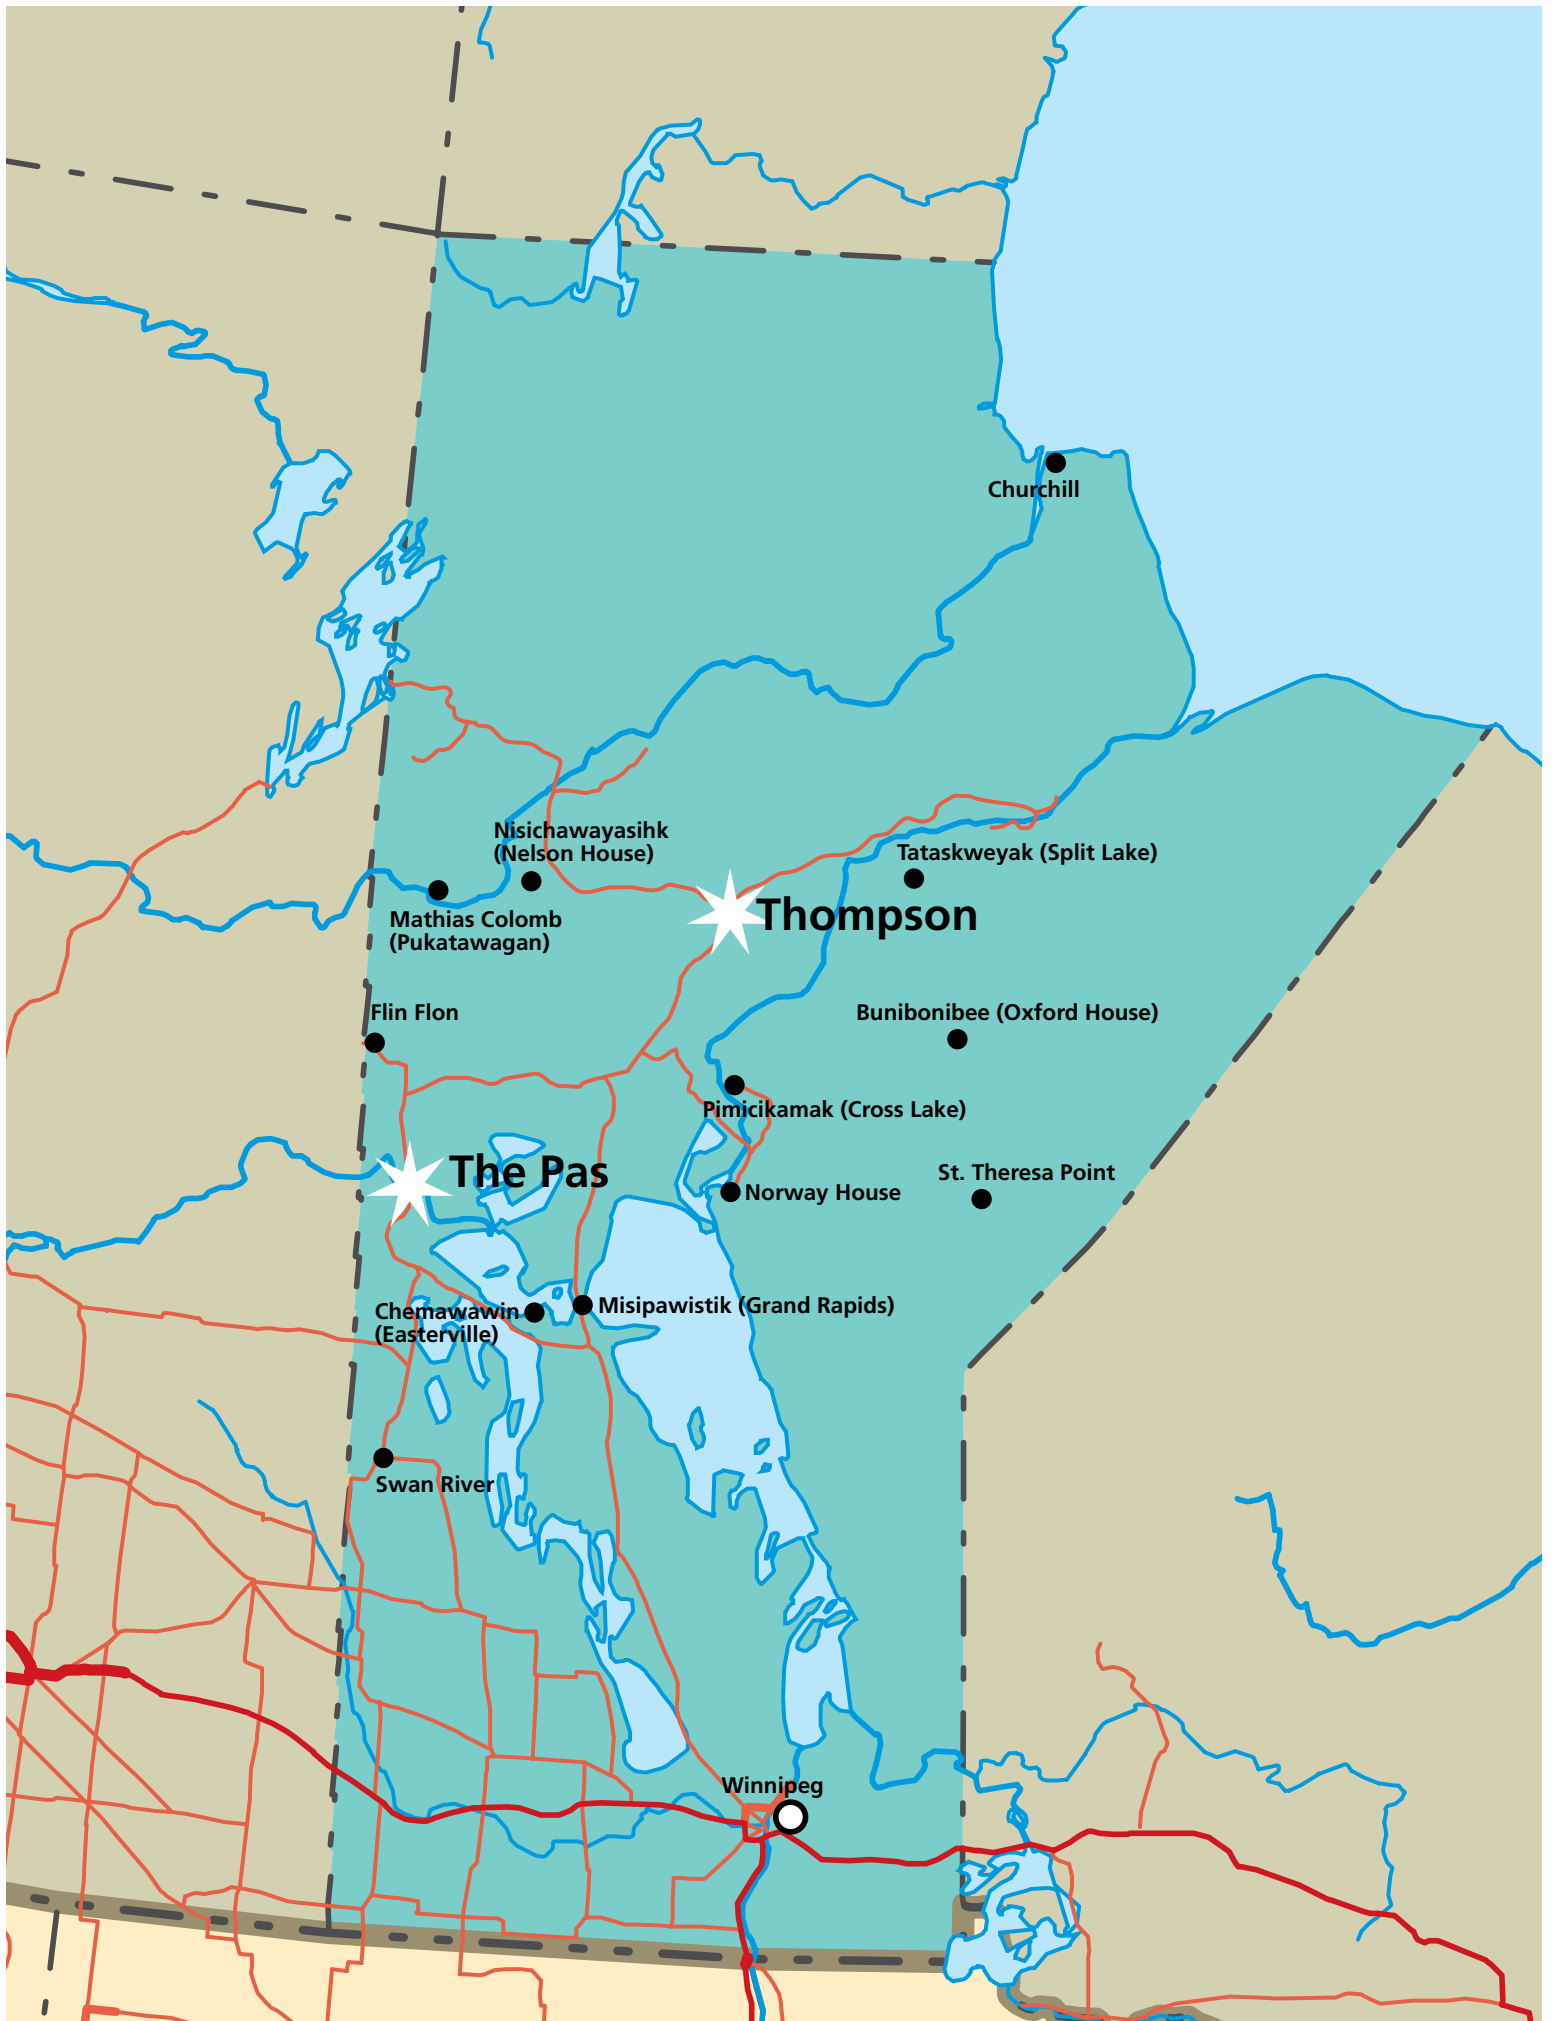 Churchill
Nisichawayasihk
(Nelson House)
Tataskweyak (Split Lake)
Mathias Colomb
(Pukatawagan)
Thompson
Flin Flon
Bunibonibee (Oxford House)
Pimicikamak (Cross Lake)
The Pas
St. Theresa Point
Norway House
Chemawawin
(Easterville)
Misipawistik (Grand Rapids)
Swan River
Winnipeg